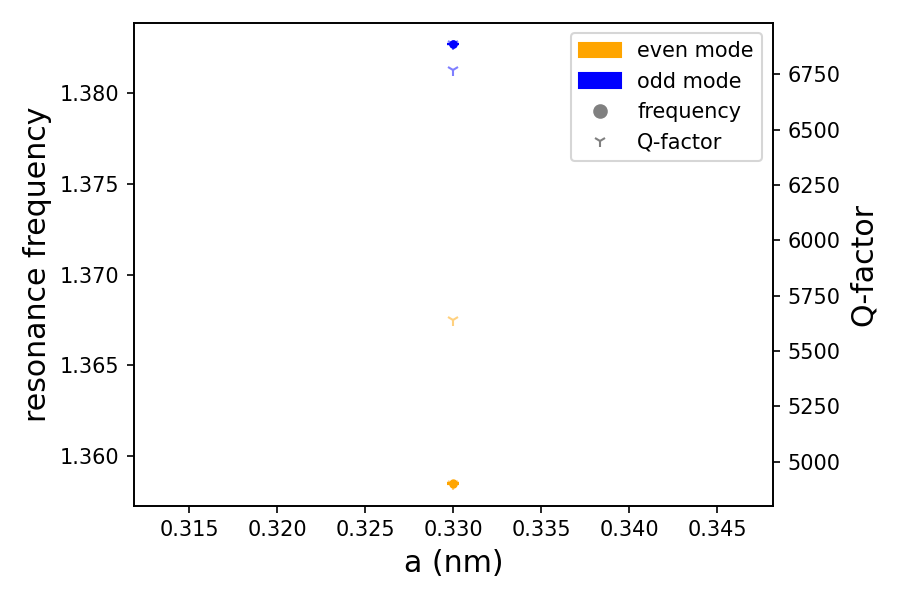 even mode
odd mode
frequency
Q-factor
resonance frequency
1.380
1.375
1.370
1.365
1.360
6750
6500
6250
6000
5750
5500
5250
5000
Q-factor
0.315 0.320 0.325 0.330 0.335 0.340 0.345
a (nm)